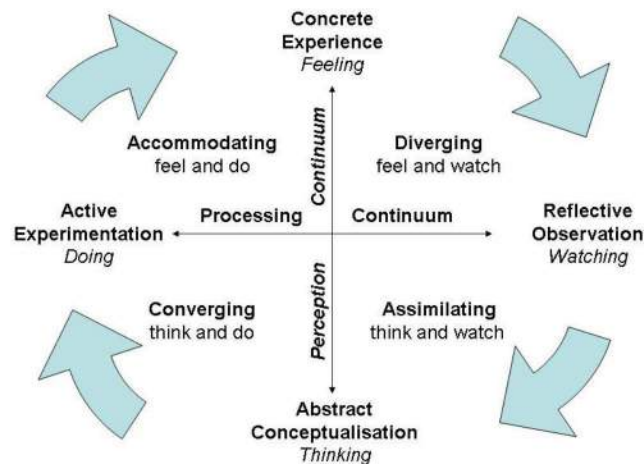 Concrete
Experience
Feeling
Accommodating
feel and do
Continuum
Diverging
feel and watch
Active
Experimentation
Doing
Processing
Continuum
Reflective
Observation
Watching
Converging
think and do
Perception
Assimilating
think and watch
Abstract
Conceptualisation
Thinking